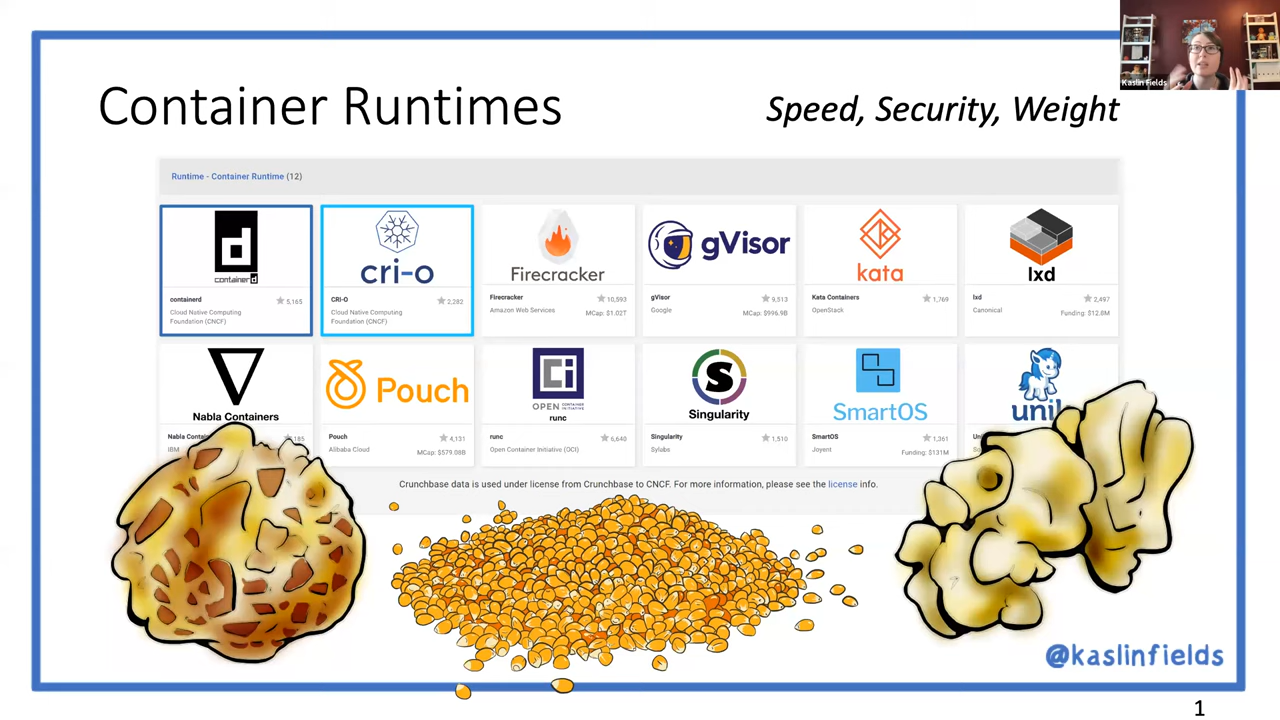 Kaslin Fields
Container Runtimes
Speed, Security, Weight
Runtime - Container Runtime (12)
d
containerd
containerd
5,165
Cloud Native Computing
Foundation (CNCF)
cri-o
CRI-O
2,282
Cloud Native Computing
Foundation (CNCF)
Firecracker
Firecracker
10,593
Amazon Web Services
MCap: $1.02T
gVisor
gVisor
9,513
Google
MCap: $996.9B
kata
Kata Containers
1,769
OpenStack
lxd
lxd
2,497
Canonical
Funding: $12.8M
Nabla Containers
185
IBM
Pouch
Pouch
4,131
Alibaba Cloud
MCap: $579.08B
Ci
OPEN CONTAINER
INITIATIVE
runc
runc
6,640
Open Container Initiative (OCI)
S
Singularity
Singularity
1,510
Sylabs
SmartOS
SmartOS
1,361
Joyent
Funding: $131M
Crunchbase data is used under license from Crunchbase to CNCF. For more information, please see the license info.
@kaslinfields
1